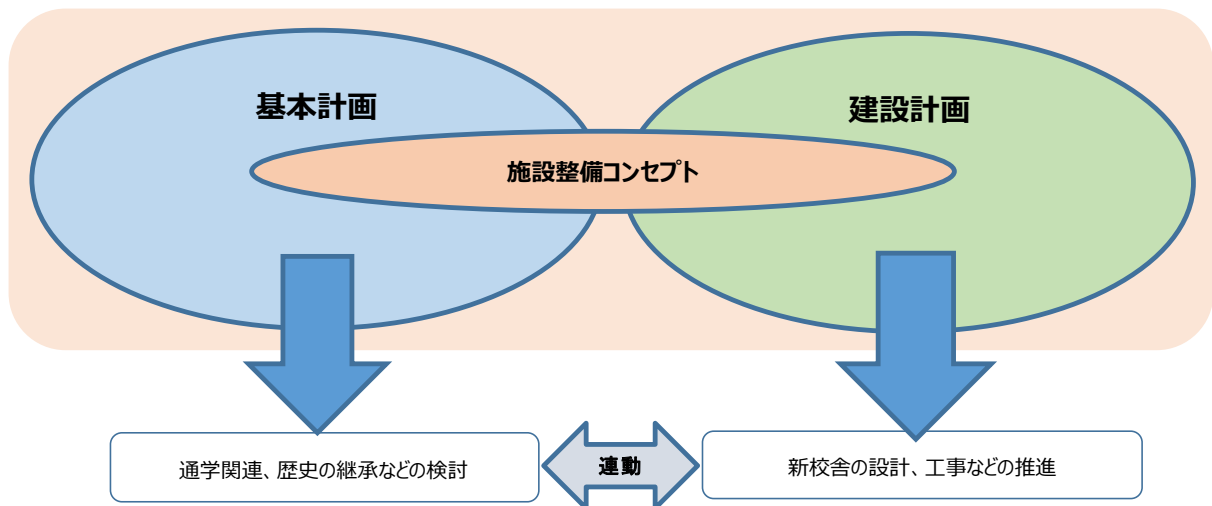 基本計画
建設計画
施設整備コンセプト
通学関連、歴史の継承などの検討
連動
新校舎の設計、工事などの推進